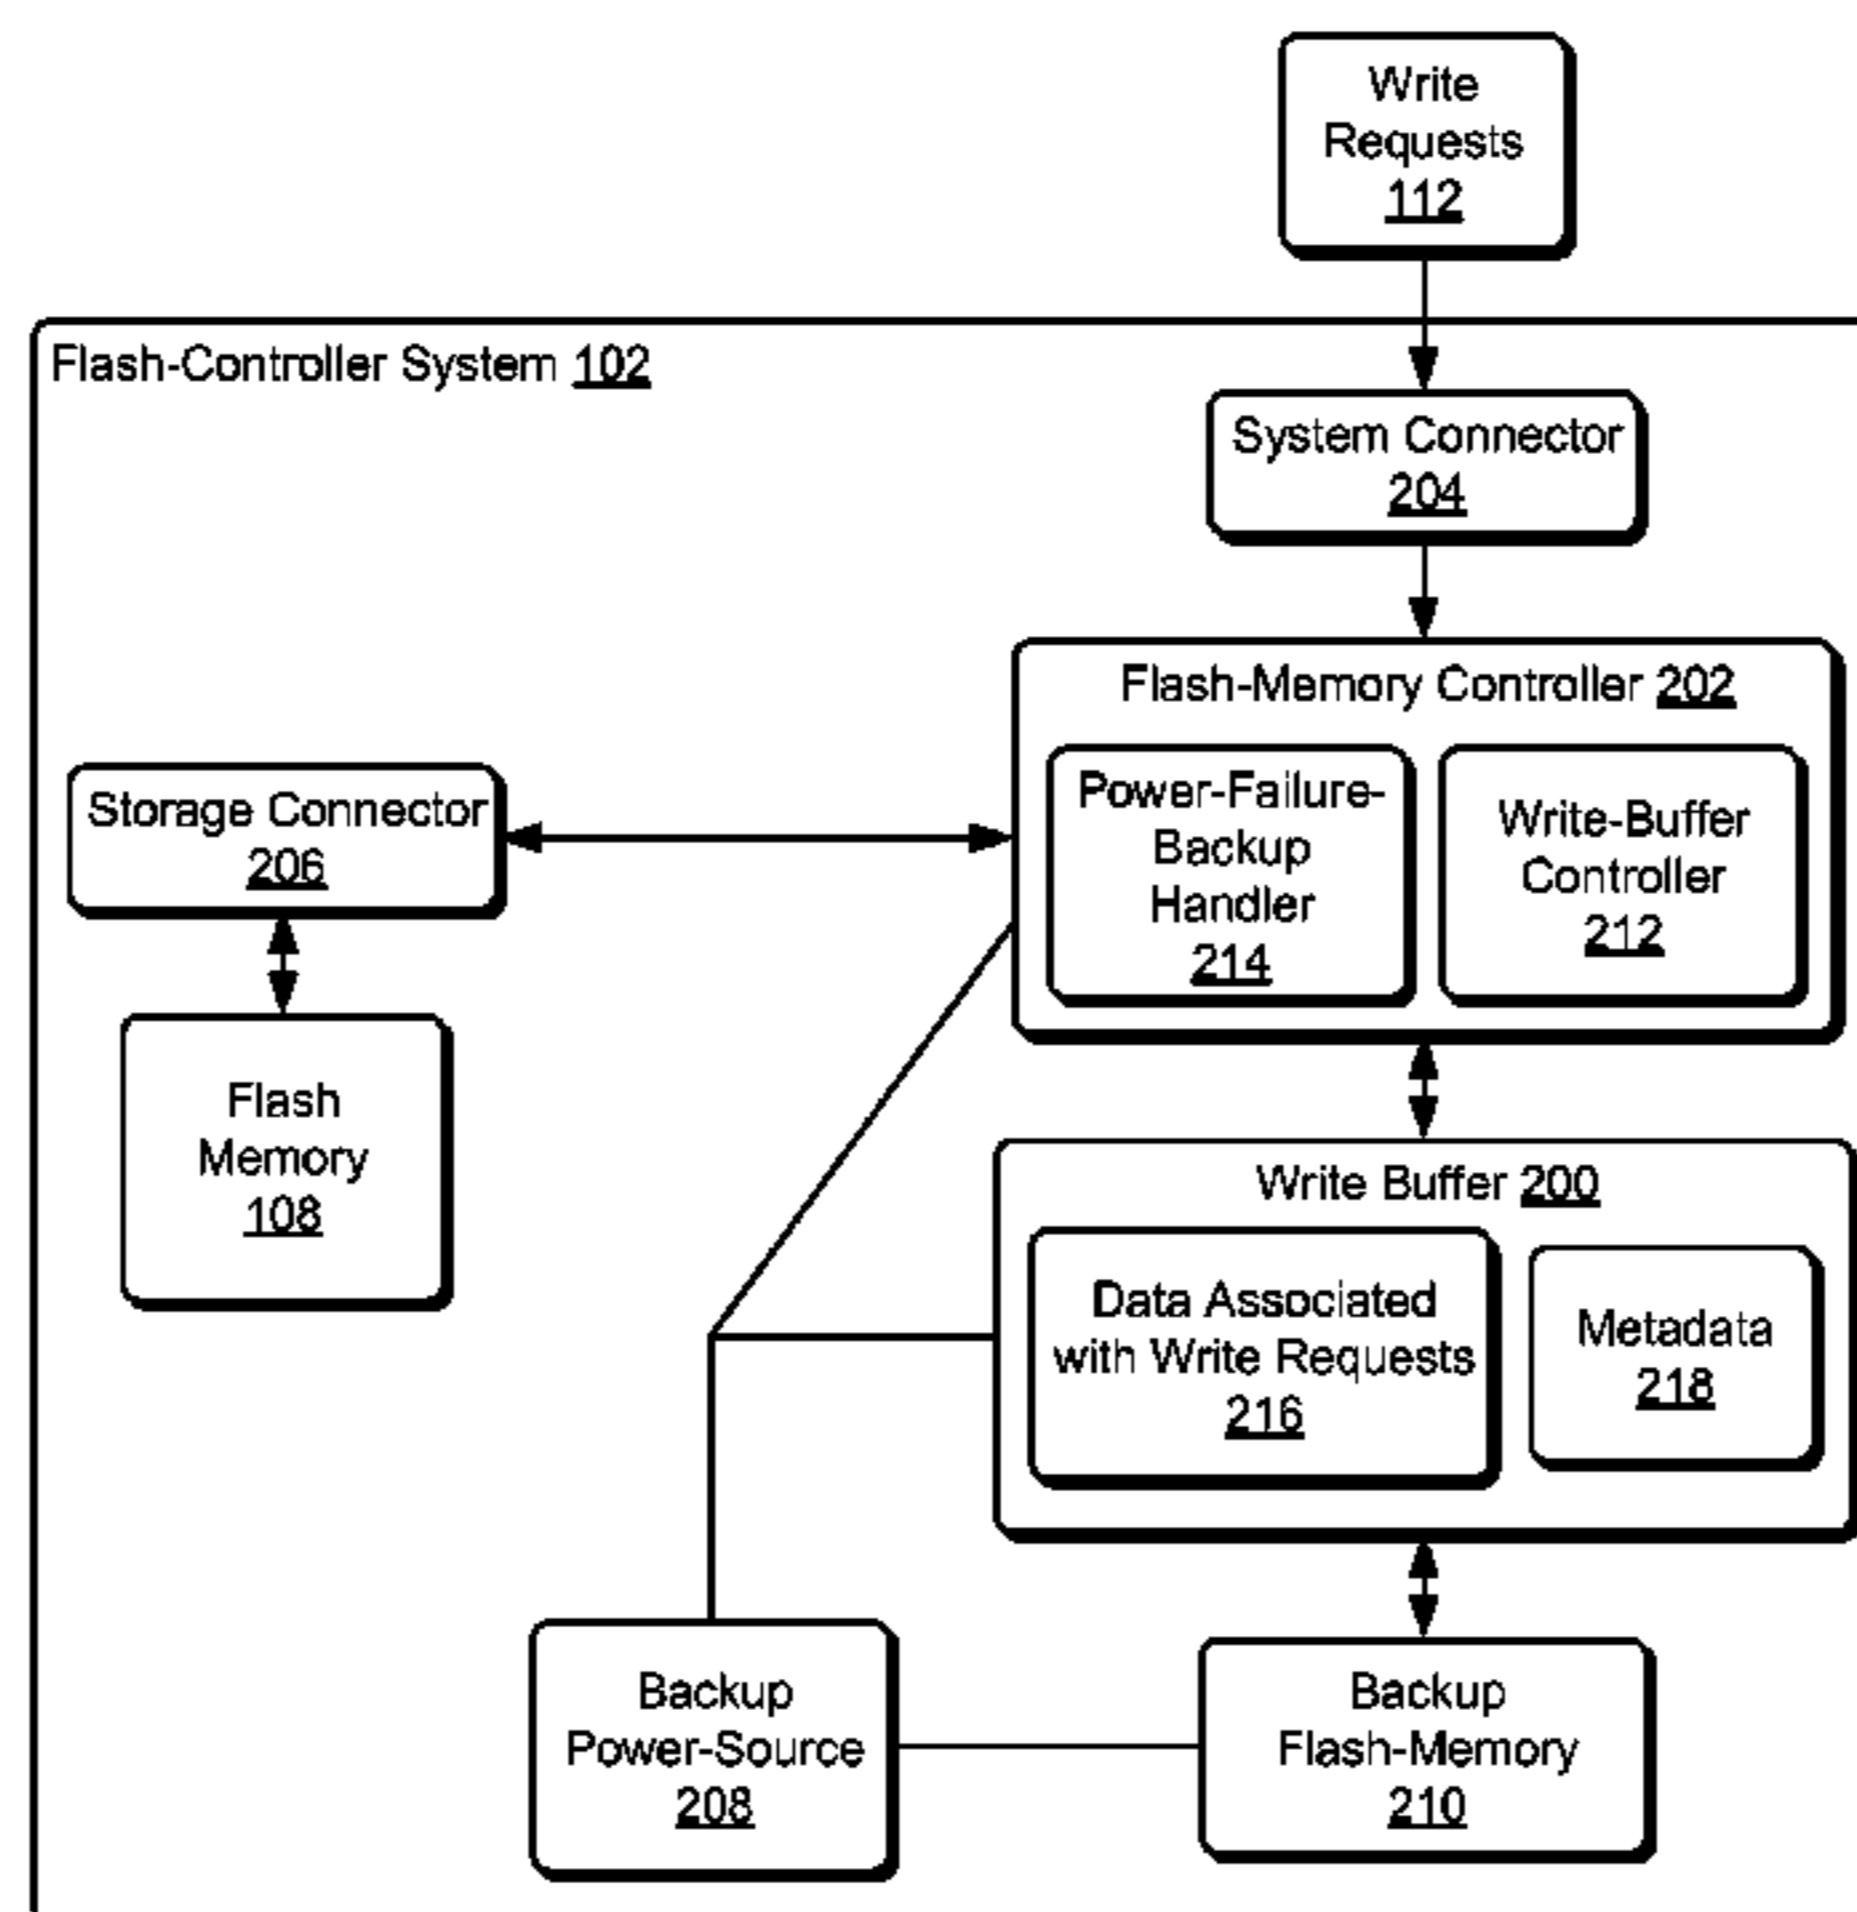 Write
Requests
112
Flash-Controller System 102
System Connector
204
Flash-Memory Controller 202
Power-Failure-
Backup
Handler
214
Write-Buffer
Controller
212
Storage Connector
206
Flash
Memory
108
Write Buffer 200
Data Associated
with Write Requests
216
Metadata
218
Backup
Power-Source
208
Backup
Flash-Memory
210